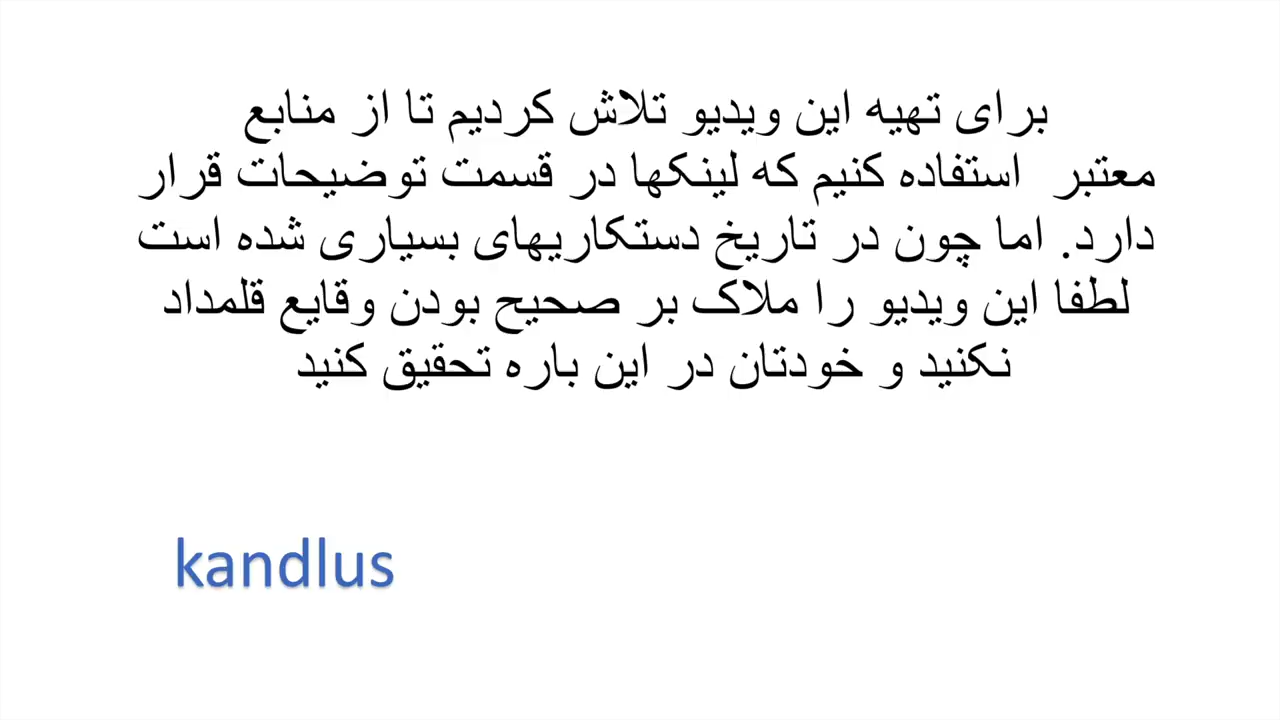 برای تهیه این ویدیو تلاش کردیم تا از منابع
معتبر  استفاده کنیم که لینکها در قسمت توضیحات قرار
دارد. اما چون در تاریخ دستکاریهای بسیاری شده است
لطفا این ویدیو را ملاک بر صحیح بودن وقایع قلمداد
نکنید و خودتان در این باره تحقیق کنید
kandlus